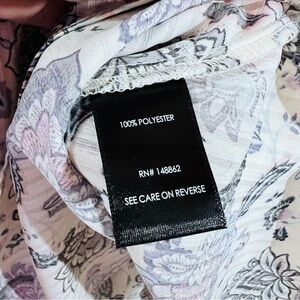 100% POLYESTER
RN# 148862
SEE CARE ON REVERSE